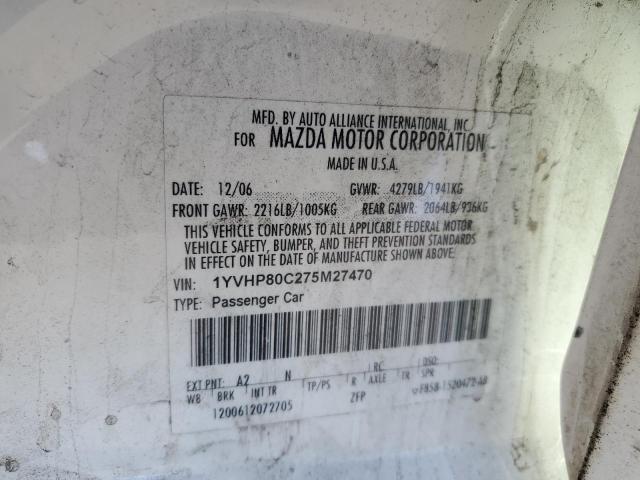 MFD. BY AUTO ALLIANCE INTERNATIONAL, INC
FOR MAZDA MOTOR CORPORATION
MADE IN U.S.A.
DATE: 12/06 GVWR: 4279LB/1941KG
FRONT GAWR: 2216LB/1005KG REAR GAWR: 2064LB/936KG
THIS VEHICLE CONFORMS TO ALL APPLICABLE FEDERAL MOTOR
VEHICLE SAFETY, BUMPER, AND THEFT PREVENTION STANDARDS
IN EFFECT ON THE DATE OF MANUFACTURE SHOWN ABOVE.
VIN: 1YVHP80C275M27470
TYPE: Passenger Car
EXT PNT: A2 N RC: DSO:
WB BRK INT TR TP/PS R AXLE TR SPR
1200612072705 ZFP